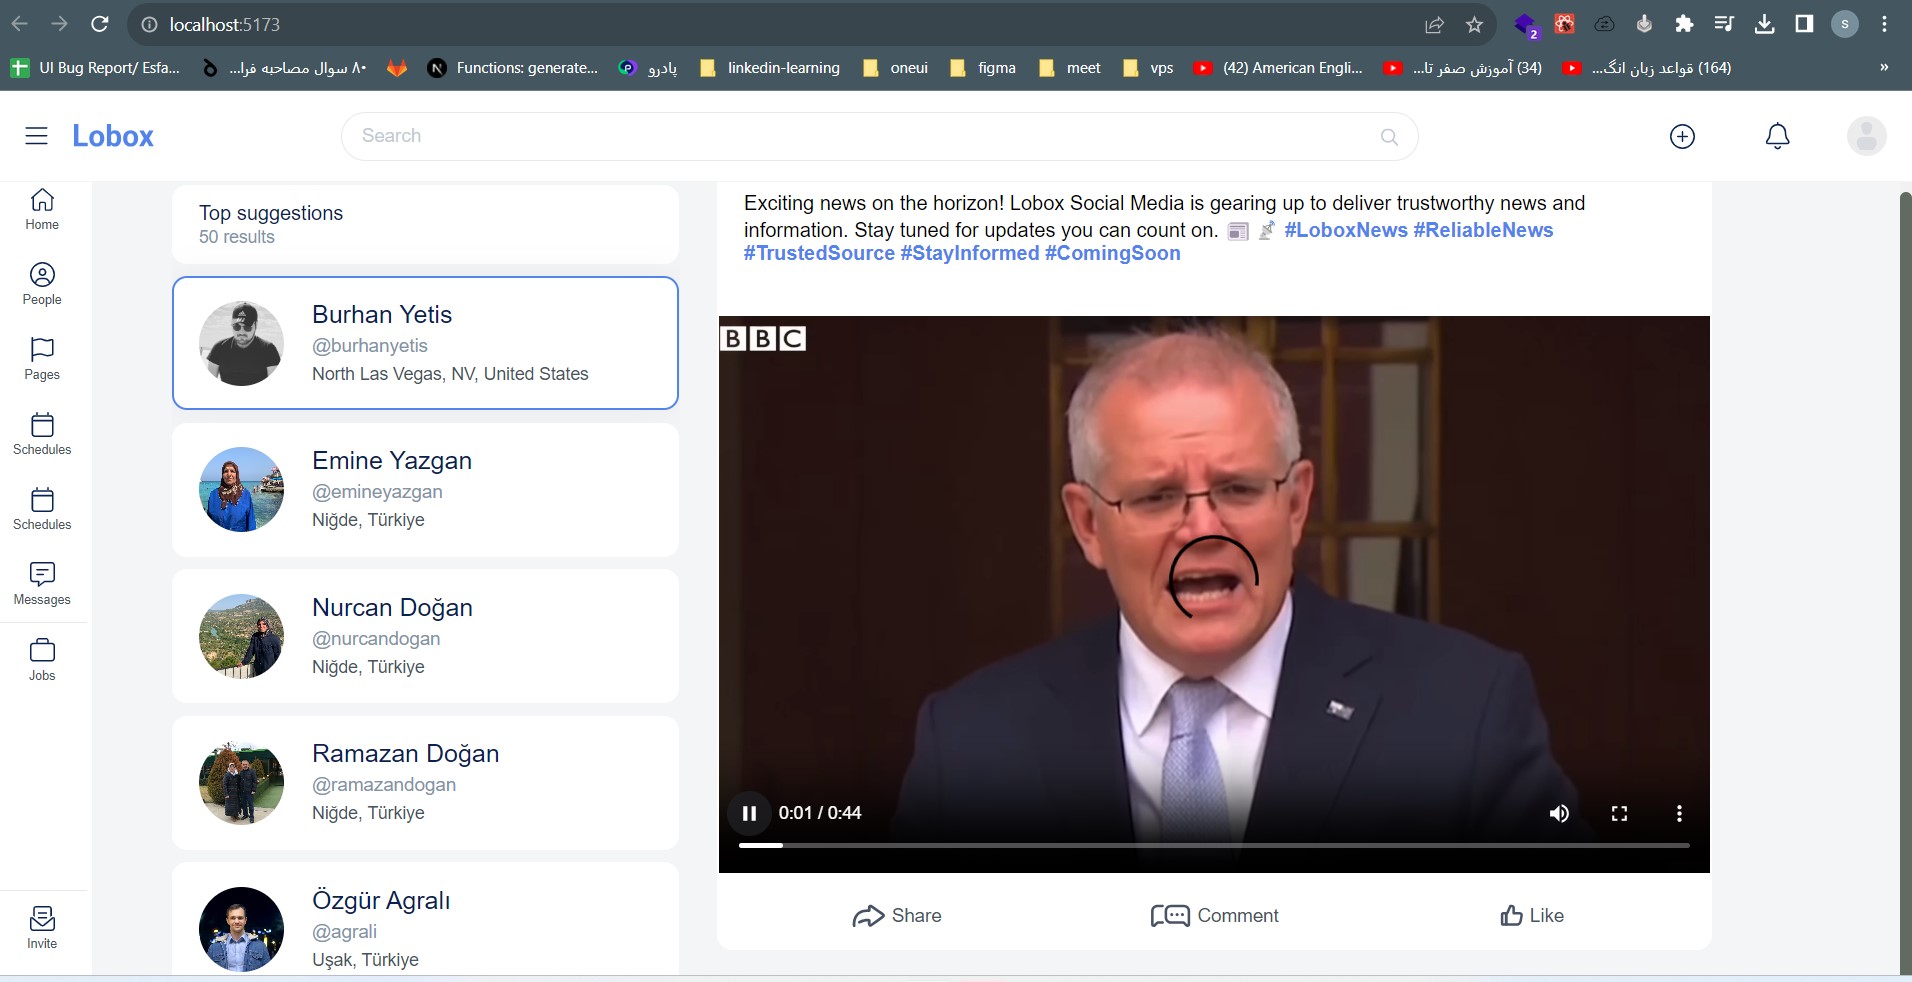 localhost:5173
2
S
UI Bug Report/ Esfa...
۸۰ سوال مصاحبه فرا...
N
Functions: generate...
پادرو
linkedin-learning
oneui
figma
meet
vps
(42) American Engli...
(34) آموزش صفر تا...
(164) قواعد زبان انگ...
»
Lobox
Search
Home
People
Pages
Schedules
Schedules
Messages
Jobs
Invite
Top suggestions
50 results
Burhan Yetis
@burhanyetis
North Las Vegas, NV, United States
Emine Yazgan
@emineyazgan
Niğde, Türkiye
Nurcan Doğan
@nurcandogan
Niğde, Türkiye
Ramazan Doğan
@ramazandogan
Niğde, Türkiye
Özgür Agralı
@agrali
Uşak, Türkiye
Exciting news on the horizon! Lobox Social Media is gearing up to deliver trustworthy news and
information. Stay tuned for updates you can count on. 📰 📡 #LoboxNews #ReliableNews
#TrustedSource #StayInformed #ComingSoon
BBC
0:01 / 0:44
Share
Comment
Like